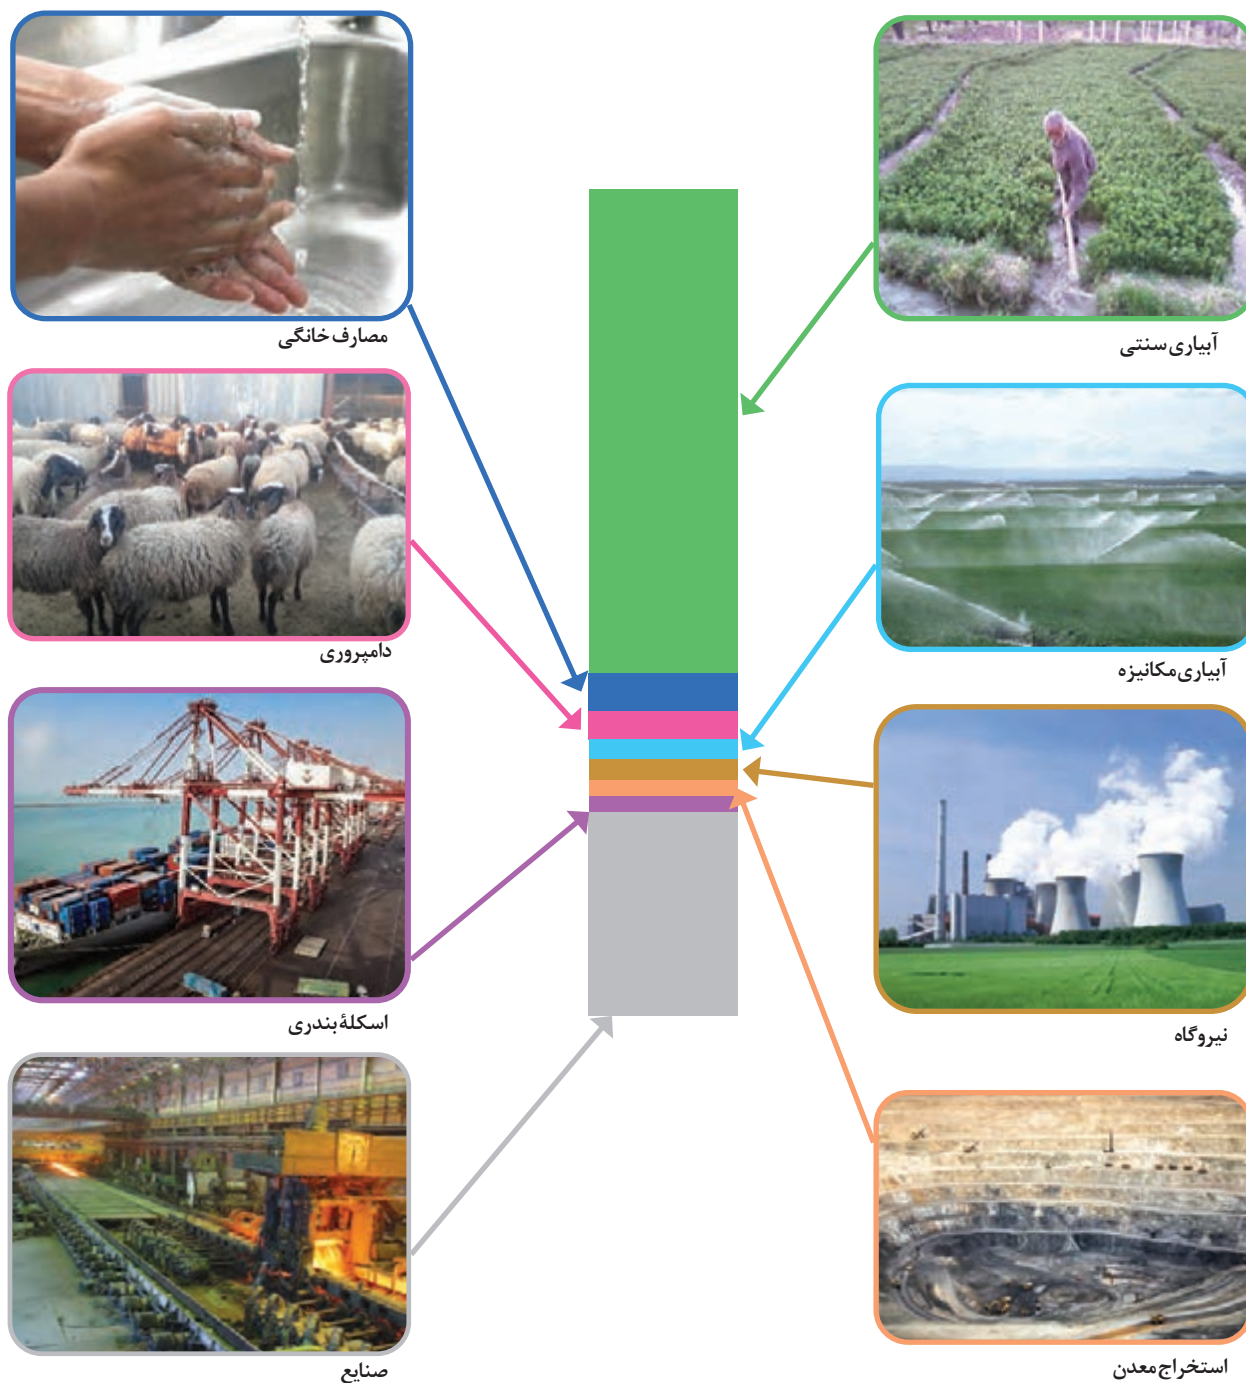 آبیاری سنتی
مصارف خانگی
آبیاری مکانیزه
دامپروری
نیروگاه
اسکلهٔ بندری
استخراج معدن
صنایع